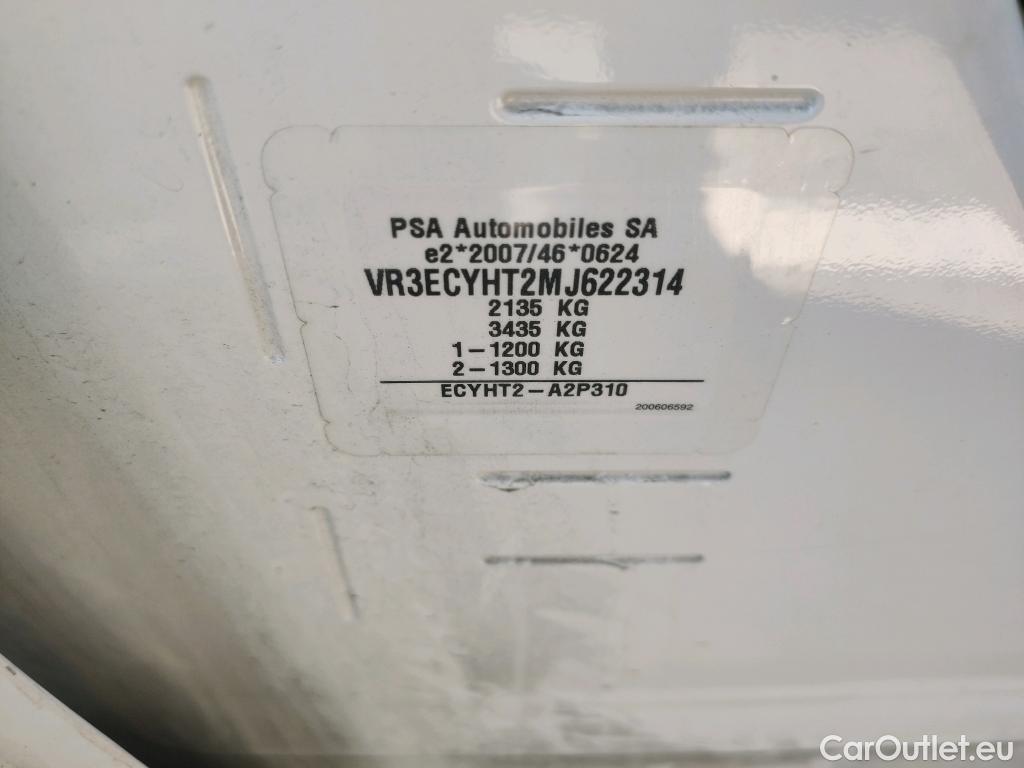 PSA Automobiles SA
e2*2007/46*0624
VR3ECYHT2MJ622314
2135 KG
3435 KG
1-1200 KG
2-1300 KG
ECYHT2-A2P310
200606592
CarOutlet.eu